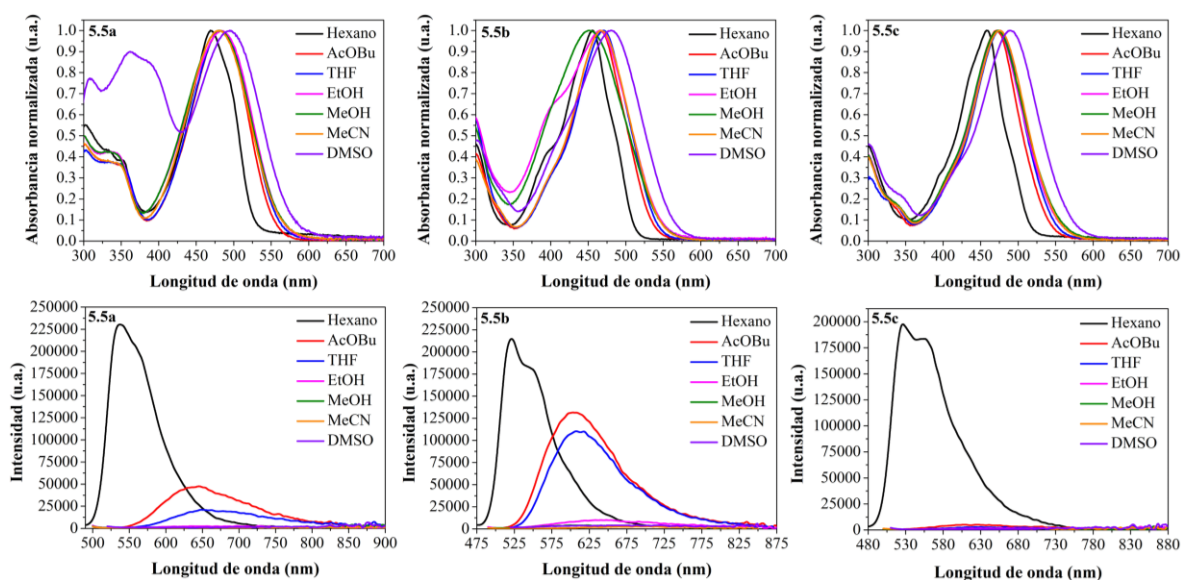 5.5a
Absorbancia normalizada (u.a.)
1.0
0.9
0.8
0.7
0.6
0.5
0.4
0.3
0.2
0.1
0.0
300 350 400 450 500 550 600 650 700
Longitud de onda (nm)
Hexano
AcOBu
THF
EtOH
MeOH
MeCN
DMSO
5.5b
Absorbancia normalizada (u.a.)
1.0
0.9
0.8
0.7
0.6
0.5
0.4
0.3
0.2
0.1
0.0
300 350 400 450 500 550 600 650 700
Longitud de onda (nm)
Hexano
AcOBu
THF
EtOH
MeOH
MeCN
DMSO
5.5c
Absorbancia normalizada (u.a.)
1.0
0.9
0.8
0.7
0.6
0.5
0.4
0.3
0.2
0.1
0.0
300 350 400 450 500 550 600 650 700
Longitud de onda (nm)
Hexano
AcOBu
THF
EtOH
MeOH
MeCN
DMSO
5.5a
Intensidad (u.a.)
250000
225000
200000
175000
150000
125000
100000
75000
50000
25000
0
500 550 600 650 700 750 800 850 900
Longitud de onda (nm)
Hexano
AcOBu
THF
EtOH
MeOH
MeCN
DMSO
5.5b
Intensidad (u.a.)
250000
225000
200000
175000
150000
125000
100000
75000
50000
25000
0
475 525 575 625 675 725 775 825 875
Longitud de onda (nm)
Hexano
AcOBu
THF
EtOH
MeOH
MeCN
DMSO
5.5c
Intensidad (u.a.)
200000
175000
150000
125000
100000
75000
50000
25000
0
480 530 580 630 680 730 780 830 880
Longitud de onda (nm)
Hexano
AcOBu
THF
EtOH
MeOH
MeCN
DMSO